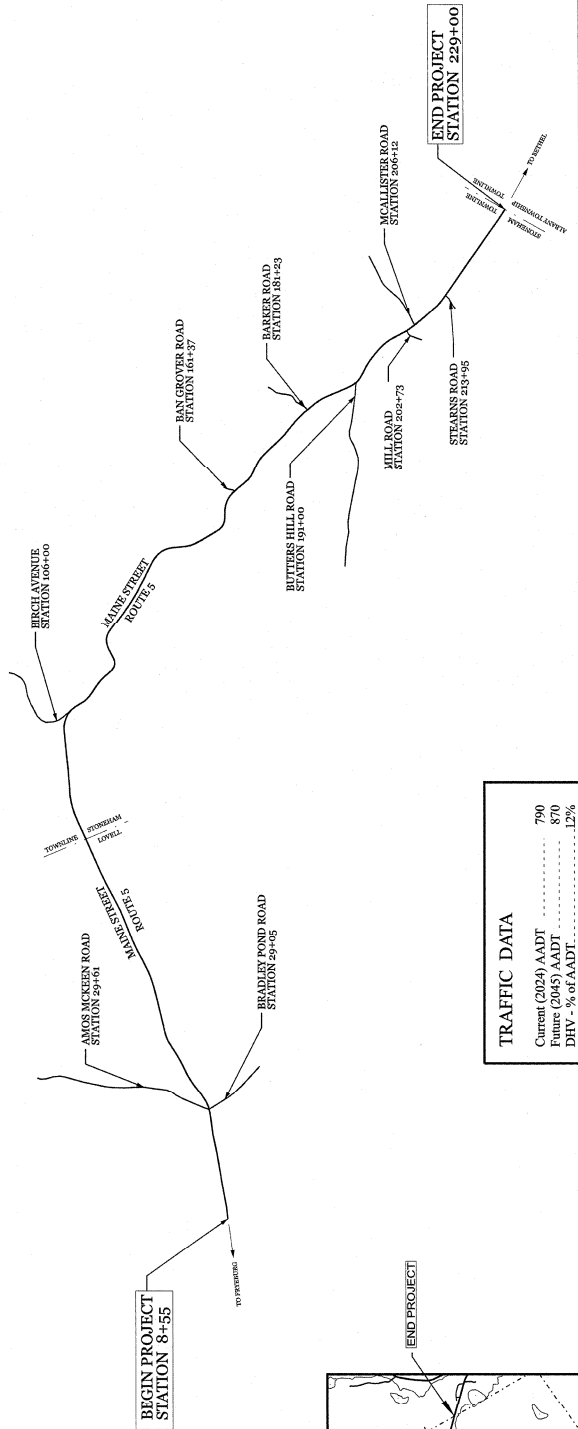 BEGIN PROJECT
STATION 8+55
TO FRYEBURG
AMOS MCKEEN ROAD
STATION 29+61
BRADLEY POND ROAD
STATION 29+05
MAINE STREET
ROUTE 5
TOWNLINE
STONEHAM
LOVELL
BIRCH AVENUE
STATION 106+00
MAINE STREET
ROUTE 5
BAN GROVER ROAD
STATION 161+37
BARKER ROAD
STATION 181+23
BUTTERS HILL ROAD
STATION 191+00
MILL ROAD
STATION 202+73
MCALLISTER ROAD
STATION 206+12
STEARNS ROAD
STATION 213+95
END PROJECT
STATION 229+00
TOWNLINE
TOWNLINE
STONEHAM
ALBANY TOWNSHIP
TO BETHEL
END PROJECT
TRAFFIC DATA
Current (2024) AADT 790
Future (2045) AADT 870
DHV - % of AADT 12%